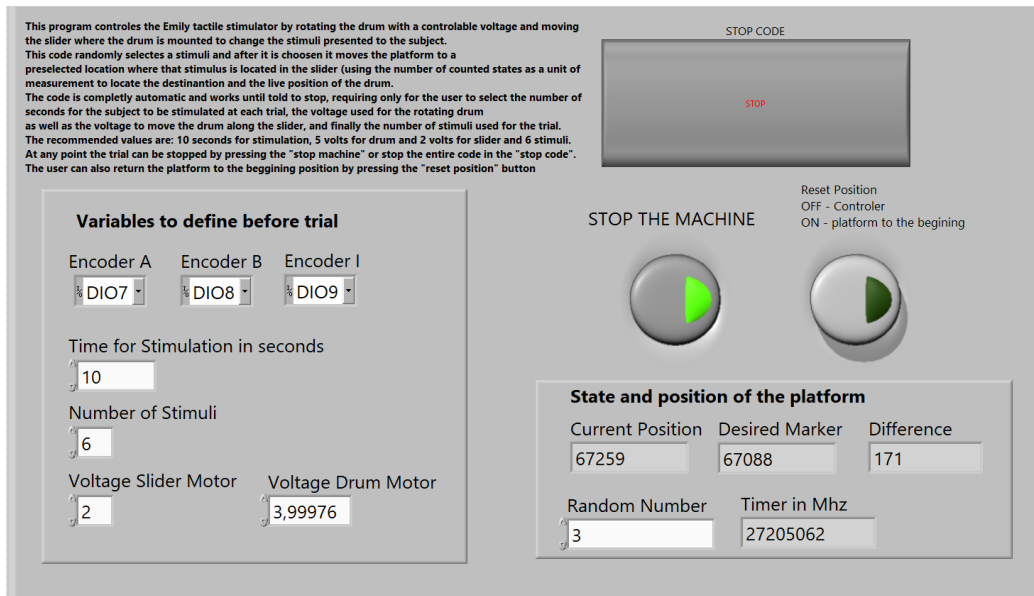 This program controles the Emily tactile stimulator by rotating the drum with a controlable voltage and moving
the slider where the drum is mounted to change the stimuli presented to the subject.
This code randomly selectes a stimuli and after it is choosen it moves the platform to a
preselected location where that stimulus is located in the slider (using the number of counted states as a unit of
measurement to locate the destinantion and the live position of the drum.
The code is completly automatic and works until told to stop, requiring only for the user to select the number of
seconds for the subject to be stimulated at each trial, the voltage used for the rotating drum
as well as the voltage to move the drum along the slider, and finally the number of stimuli used for the trial.
The recommended values are: 10 seconds for stimulation, 5 volts for drum and 2 volts for slider and 6 stimuli.
At any point the trial can be stopped by pressing the "stop machine" or stop the entire code in the "stop code".
The user can also return the platform to the beggining position by pressing the "reset position" button
STOP CODE
STOP
Variables to define before trial
Encoder A Encoder B Encoder I
DIO7 DIO8 DIO9
Time for Stimulation in seconds
10
Number of Stimuli
6
Voltage Slider Motor Voltage Drum Motor
2 3,99976
STOP THE MACHINE
Reset Position
OFF - Controler
ON - platform to the begining
State and position of the platform
Current Position Desired Marker Difference
67259 67088 171
Random Number Timer in Mhz
3 27205062